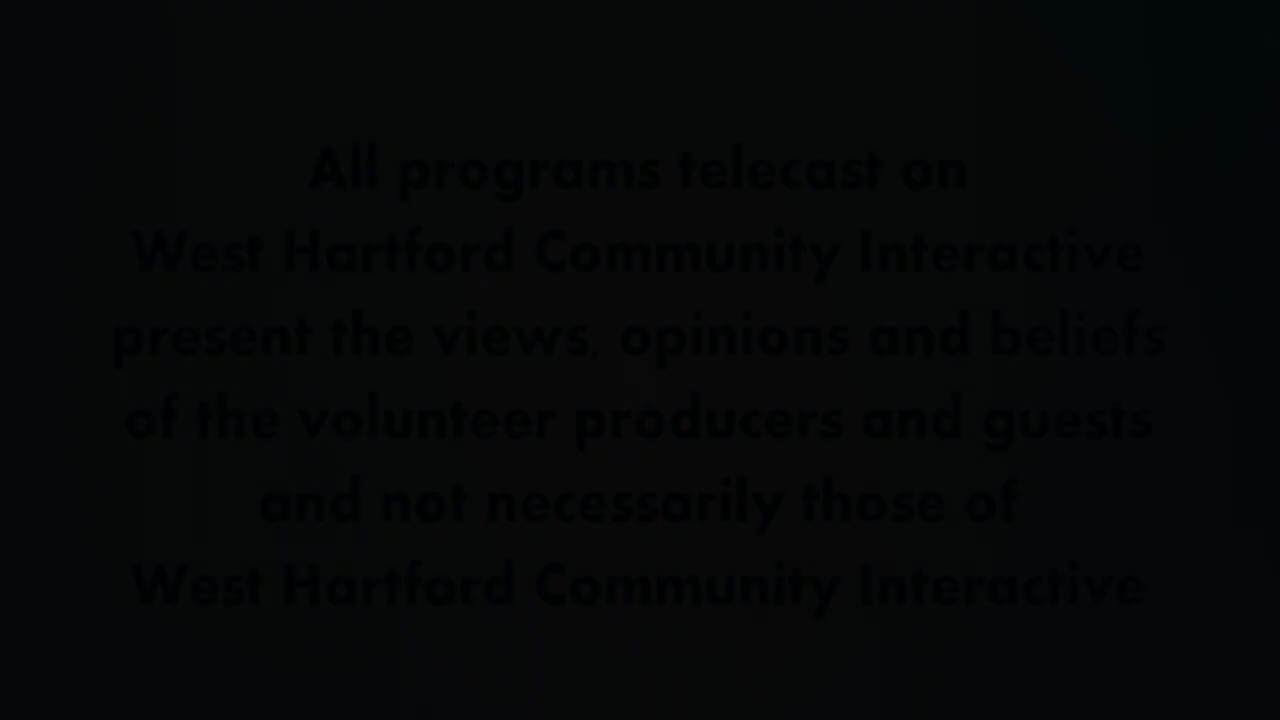 All programs telecast on
West Hartford Community Interactive
present the views, opinions and beliefs
of the volunteer producers and guests
and not necessarily those of
West Hartford Community Interactive